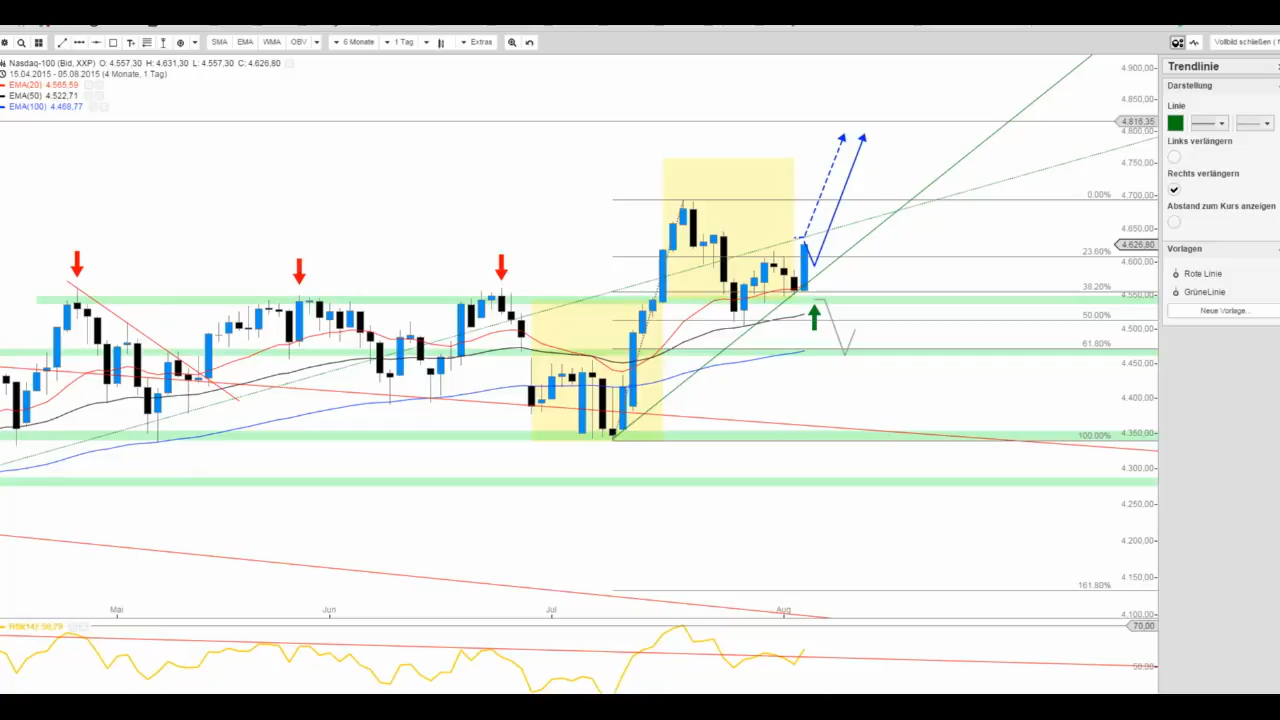 SMA EMA WMA OBV 6 Monate 1 Tag Extras Vollbild schließen (
Nasdaq-100 (Bid, XXP) O: 4.557,30 H: 4.631,30 L: 4.557,30 C: 4.626,80
15.04.2015 - 05.08.2015 (4 Monate, 1 Tag)
EMA(20) 4.565,59
EMA(50) 4.522,71
EMA(100) 4.468,77
4.900,00
4.850,00
4.816,35
4.800,00
4.750,00
0.00%
4.700,00
4.650,00
4.626,80
23.60%
4.600,00
38.20%
4.550,00
50.00%
4.500,00
61.80%
4.450,00
4.400,00
100.00%
4.350,00
4.300,00
4.250,00
4.200,00
161.80%
4.150,00
4.100,00
Mai Jun Jul Aug
RSI(14) 58,79
70,00
50,00
Trendlinie
Darstellung
Linie
Links verlängern
Rechts verlängern
Abstand zum Kurs anzeigen
Vorlagen
Rote Linie
GrüneLinie
Neue Vorlage...